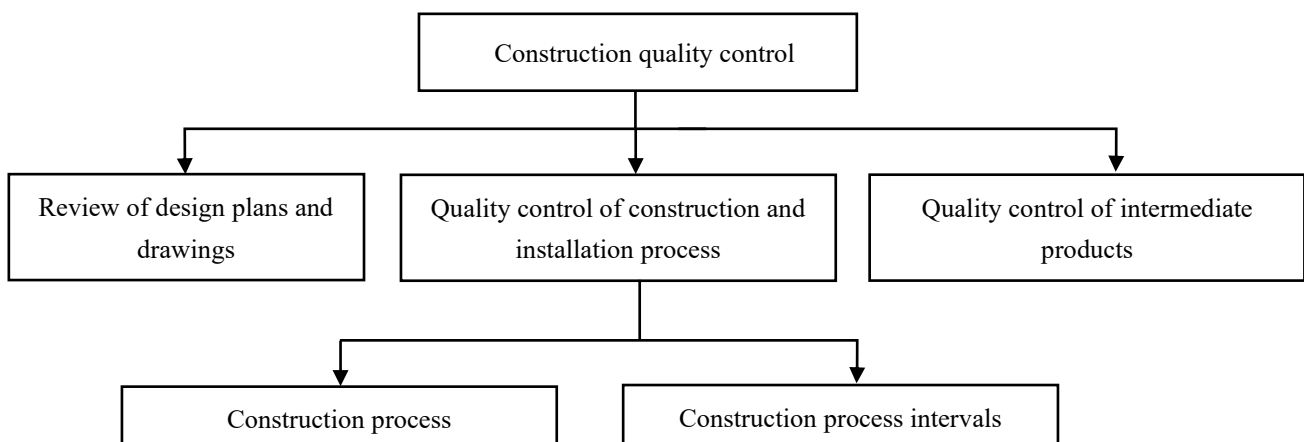 Construction quality control
Review of design plans and
drawings
Quality control of construction and
installation process
Quality control of intermediate
products
Construction process
Construction process intervals